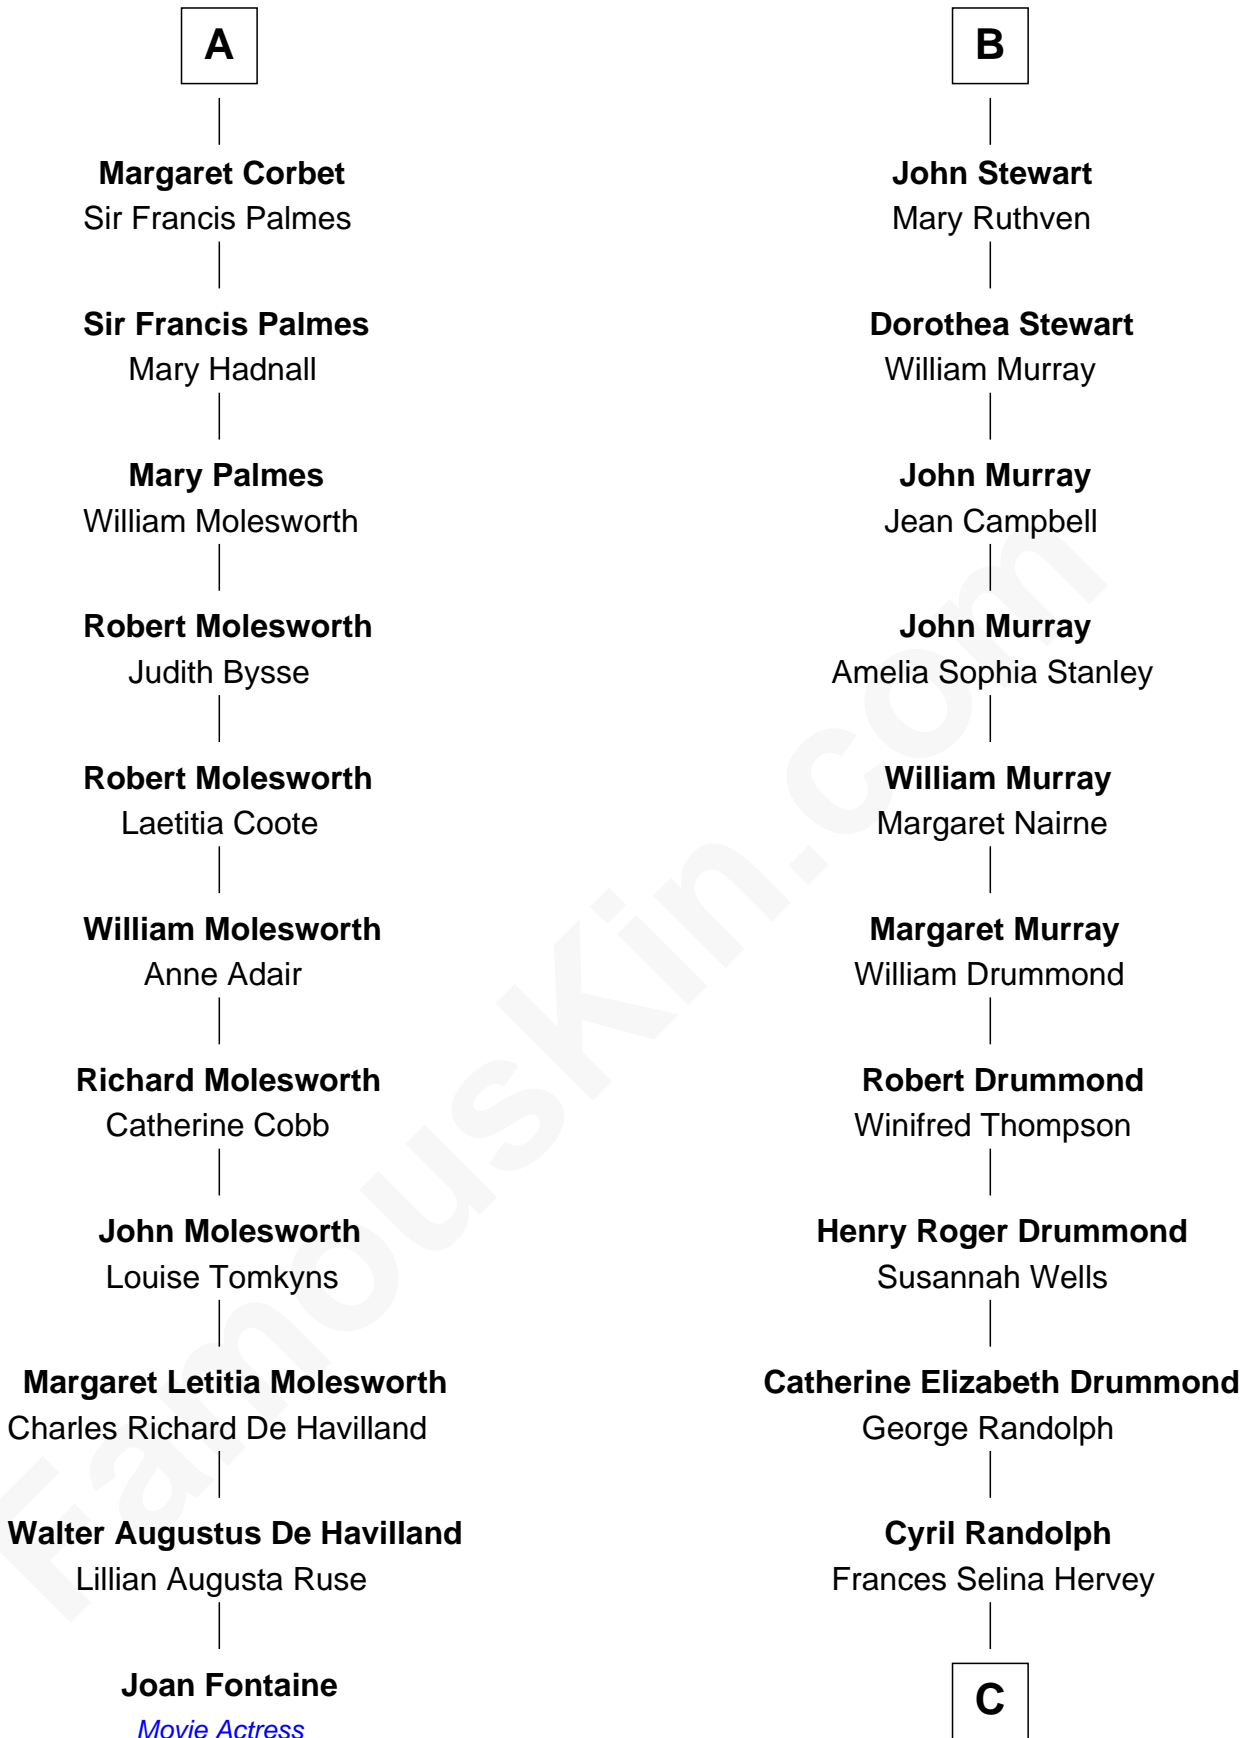 A
Margaret Corbet
Sir Francis Palmes
Sir Francis Palmes
Mary Hadnall
Mary Palmes
William Molesworth
Robert Molesworth
Judith Bysse
Robert Molesworth
Laetitia Coote
William Molesworth
Anne Adair
Richard Molesworth
Catherine Cobb
John Molesworth
Louise Tomkyns
Margaret Letitia Molesworth
Charles Richard De Havilland
Walter Augustus De Havilland
Lillian Augusta Ruse
Joan Fontaine
Movie Actress
B
John Stewart
Mary Ruthven
Dorothea Stewart
William Murray
John Murray
Jean Campbell
John Murray
Amelia Sophia Stanley
William Murray
Margaret Nairne
Margaret Murray
William Drummond
Robert Drummond
Winifred Thompson
Henry Roger Drummond
Susannah Wells
Catherine Elizabeth Drummond
George Randolph
Cyril Randolph
Frances Selina Hervey
C
FamousKin.com